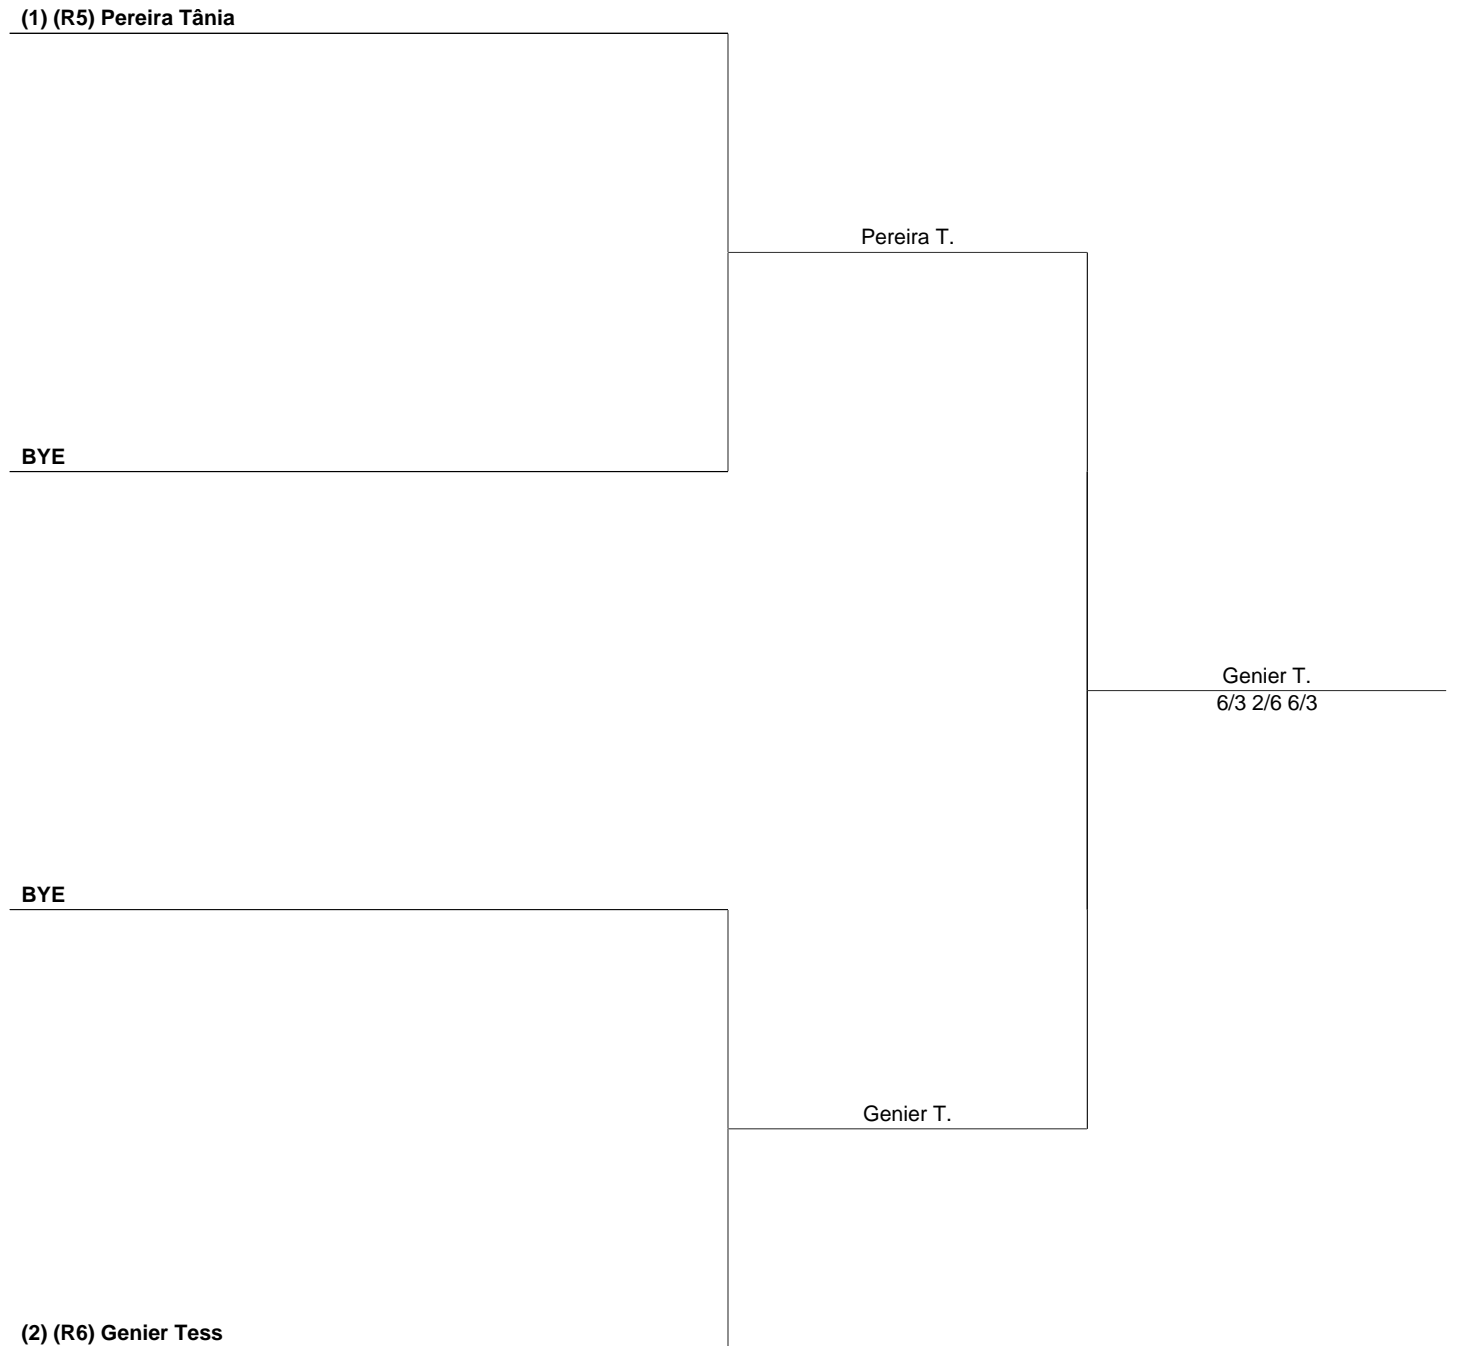 (1) (R5) Pereira Tânia
Pereira T.
BYE
Genier T.
6/3 2/6 6/3
BYE
Genier T.
(2) (R6) Genier Tess